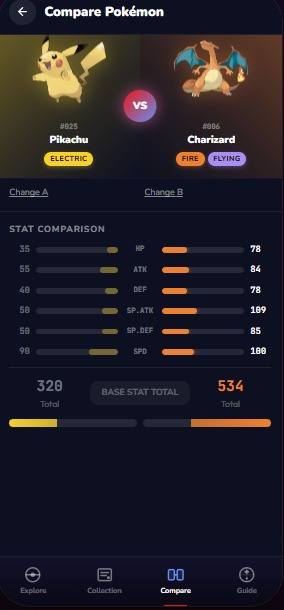 Compare Pokémon
VS
#025
#006
Pikachu
Charizard
ELECTRIC
FIRE FLYING
Change A
Change B
STAT COMPARISON
35 HP 78
55 ATK 84
40 DEF 78
50 SP.ATK 109
50 SP.DEF 85
90 SPD 100
320 BASE STAT TOTAL 534
Total Total
Explore Collection Compare Guide